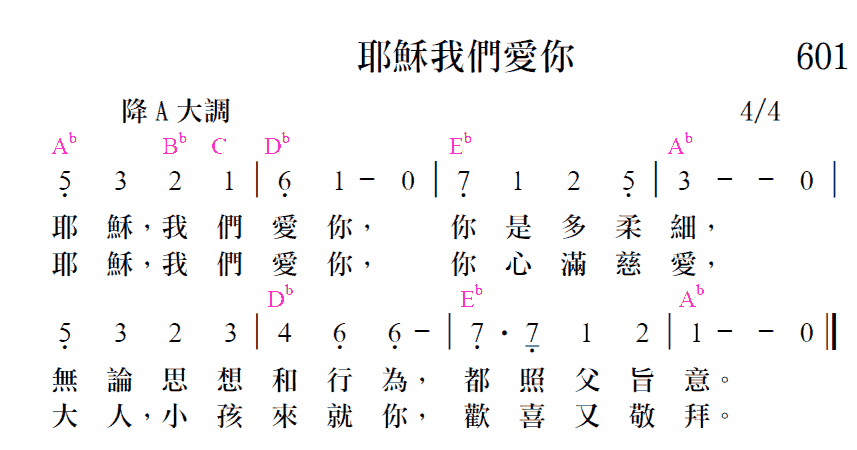 耶穌我們愛你 601
降 A 大調 4/4
A♭ B♭ C D♭ E♭ A♭
5̣ 3 2 1 | 6̣ 1 – 0 | 7̣ 1 2 5̣ | 3 – – 0 |
耶 穌，我 們 愛 你， 你 是 多 柔 細，
耶 穌，我 們 愛 你， 你 心 滿 慈 愛，
D♭ E♭ A♭
5̣ 3 2 3 | 4 6̣ 6̣ – | 7̣ · 7̣ 1 2 | 1 – – 0 ‖
無 論 思 想 和 行 為， 都 照 父 旨 意。
大 人，小 孩 來 就 你， 歡 喜 又 敬 拜。